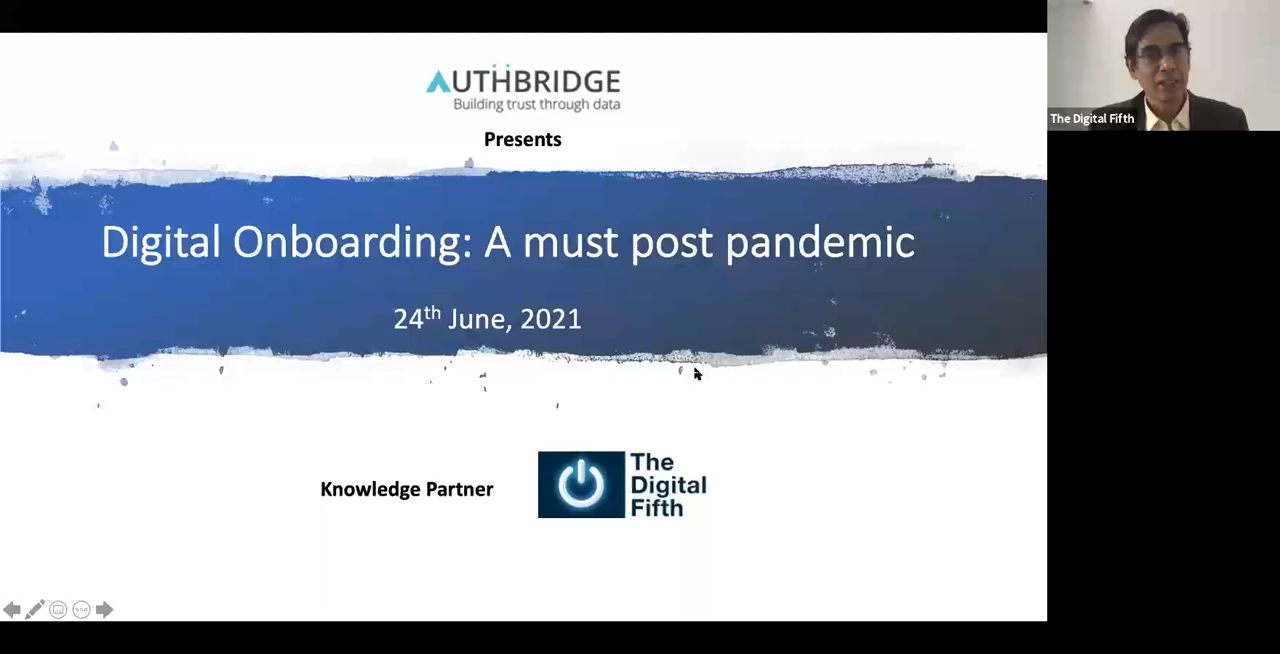 AUTHBRIDGE
Building trust through data
Presents
Digital Onboarding: A must post pandemic
24th June, 2021
Knowledge Partner
The
Digital
Fifth
The Digital Fifth